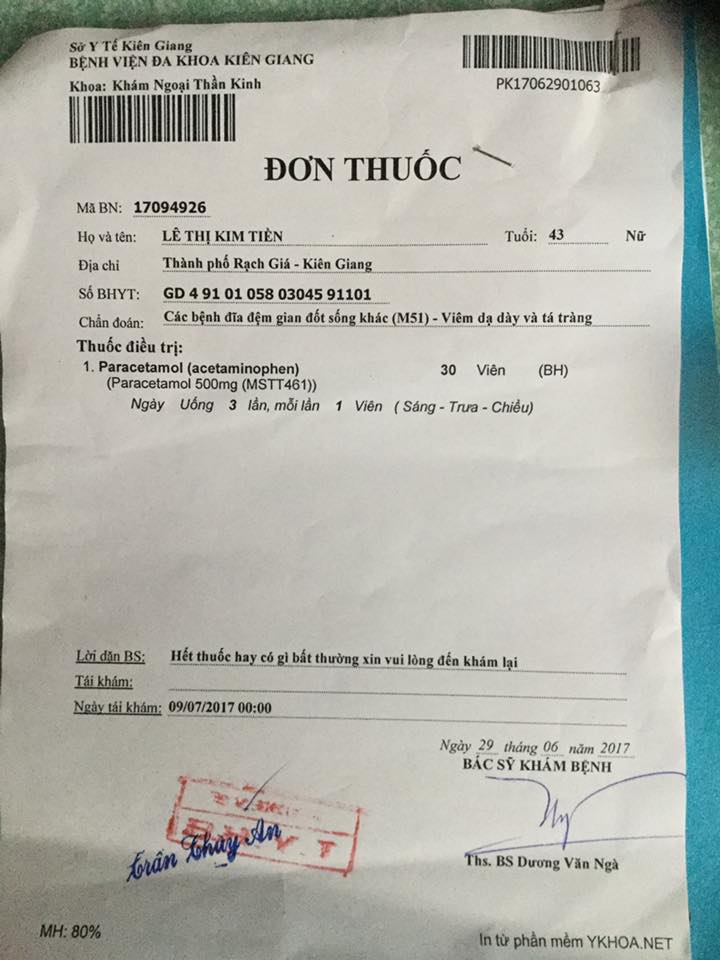 Sở Y Tế Kiên Giang
BỆNH VIỆN ĐA KHOA KIÊN GIANG
Khoa: Khám Ngoại Thần Kinh
PK17062901063
ĐƠN THUỐC
Mã BN: 17094926
Họ và tên: LÊ THỊ KIM TIỀN Tuổi: 43 Nữ
Địa chỉ Thành phố Rạch Giá - Kiên Giang
Số BHYT: GD 4 91 01 058 03045 91101
Chẩn đoán: Các bệnh đĩa đệm gian đốt sống khác (M51) - Viêm dạ dày và tá tràng
Thuốc điều trị:
1. Paracetamol (acetaminophen) 30 Viên (BH)
(Paracetamol 500mg (MSTT461))
Ngày Uống 3 lần, mỗi lần 1 Viên ( Sáng - Trưa - Chiều)
Lời dặn BS: Hết thuốc hay có gì bất thường xin vui lòng đến khám lại
Tái khám:
Ngày tái khám: 09/07/2017 00:00
Ngày 29 tháng 06 năm 2017
BÁC SỸ KHÁM BỆNH
Trần Thúy An
Ths. BS Dương Văn Ngà
MH: 80%
In từ phần mềm YKHOA.NET